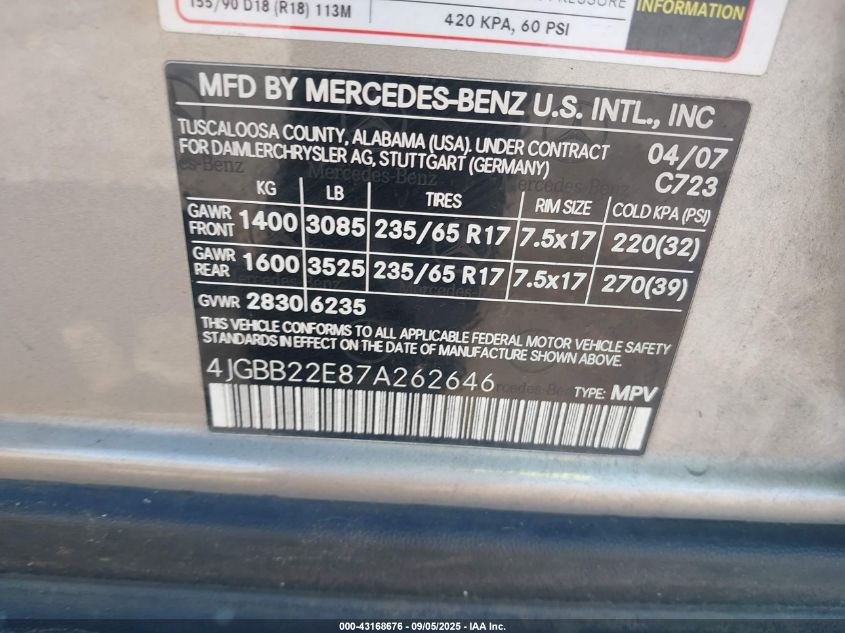 155/90 D18 (R18) 113M
PRESSURE
420 KPA, 60 PSI
INFORMATION
MFD BY MERCEDES-BENZ U.S. INTL., INC
TUSCALOOSA COUNTY, ALABAMA (USA). UNDER CONTRACT
FOR DAIMLERCHRYSLER AG, STUTTGART (GERMANY)
04/07
C723
KG LB TIRES RIM SIZE COLD KPA (PSI)
GAWR FRONT 1400 3085 235/65 R17 7.5x17 220(32)
GAWR REAR 1600 3525 235/65 R17 7.5x17 270(39)
GVWR 2830 6235
THIS VEHICLE CONFORMS TO ALL APPLICABLE FEDERAL MOTOR VEHICLE SAFETY
STANDARDS IN EFFECT ON THE DATE OF MANUFACTURE SHOWN ABOVE.
4JGBB22E87A262646
TYPE: MPV
000-43168676 - 09/05/2025 - IAA Inc.